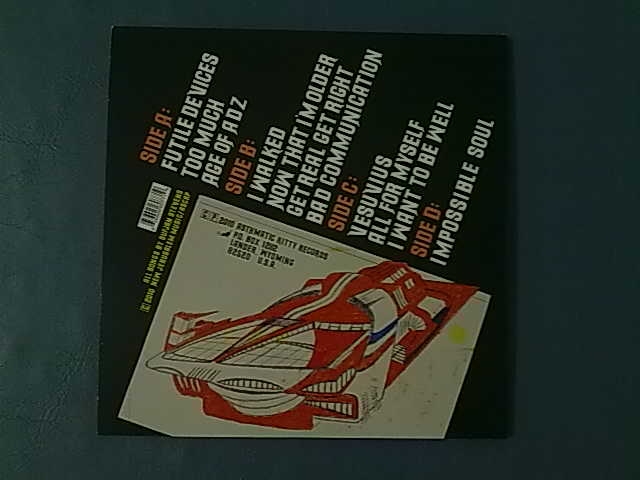 SIDE A:
FUTILE DEVICES
TOO MUCH
AGE OF ADZ
SIDE B:
I WALKED
NOW THAT I'M OLDER
GET REAL GET RIGHT
BAD COMMUNICATION
SIDE C:
VESUVIUS
ALL FOR MYSELF
I WANT TO BE WELL
SIDE D:
IMPOSSIBLE SOUL
2010 ASTHMATIC KITTY RECORDS
P.O. BOX 1282
LANDER, WYOMING
82520 U.S.A.
ALL SONGS BY SUFJAN STEVENS